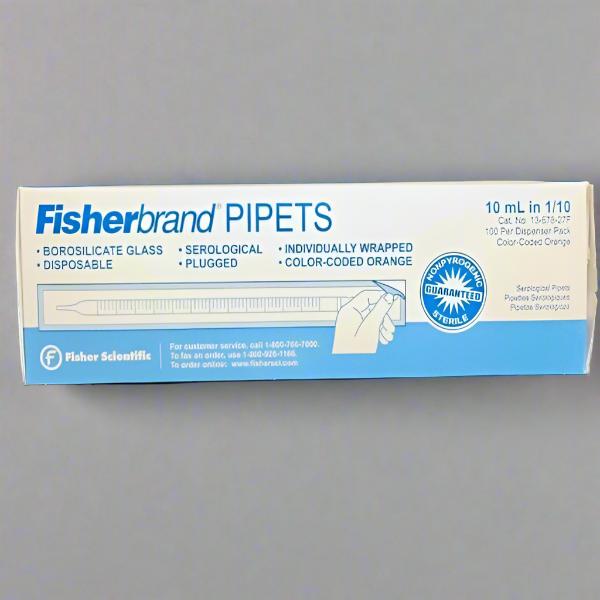 Fisherbrand® PIPETS
• BOROSILICATE GLASS • SEROLOGICAL • INDIVIDUALLY WRAPPED
• DISPOSABLE • PLUGGED • COLOR-CODED ORANGE
10 mL in 1/10
Cat. No. 13-678-27F
100 Per Dispenser Pack
Color-Coded Orange
NONPYROGENIC
GUARANTEED
STERILE
Serological Pipets
Pipettes Serologiques
Pipetas Serologicas
Fisher Scientific
For customer service, call 1-800-766-7000.
To fax an order, use 1-800-926-1166.
To order online: www.fishersci.com